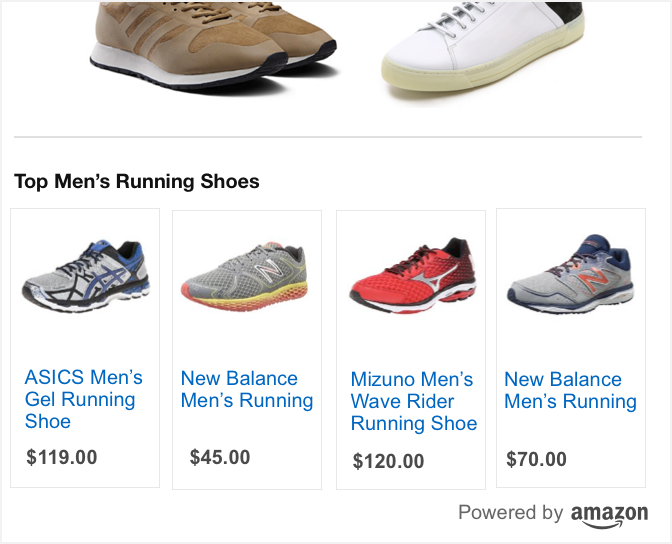 Top Men’s Running Shoes
ASICS Men’s
Gel Running
Shoe
$119.00
New Balance
Men’s Running
$45.00
Mizuno Men’s
Wave Rider
Running Shoe
$120.00
New Balance
Men’s Running
$70.00
Powered by amazon